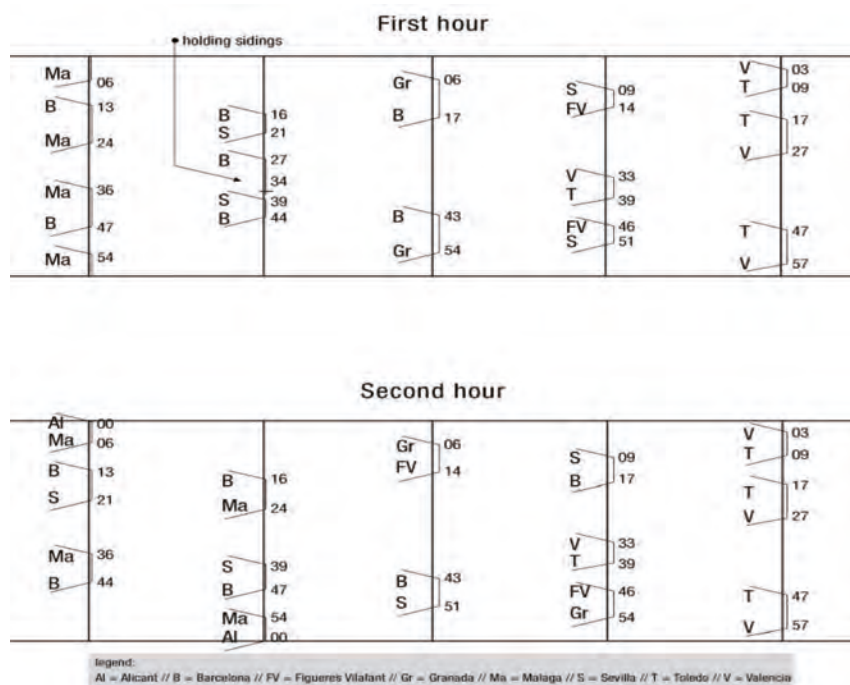 First hour
holding sidings
Ma 06
B 13
Ma 24
Ma 36
B 47
Ma 54
B 16
S 21
B 27
34
S 39
B 44
Gr 06
B 17
B 43
Gr 54
S 09
FV 14
V 33
T 39
FV 46
S 51
V 03
T 09
T 17
V 27
T 47
V 57
Second hour
Al 00
Ma 06
B 13
S 21
Ma 36
B 44
B 16
Ma 24
S 39
B 47
Ma 54
Al 00
Gr 06
FV 14
B 43
S 51
S 09
B 17
V 33
T 39
FV 46
Gr 54
V 03
T 09
T 17
V 27
T 47
V 57
legend:
Al = Alicant // B = Barcelona // FV = Figueres Vilafant // Gr = Granada // Ma = Malaga // S = Sevilla // T = Toledo // V = Valencia